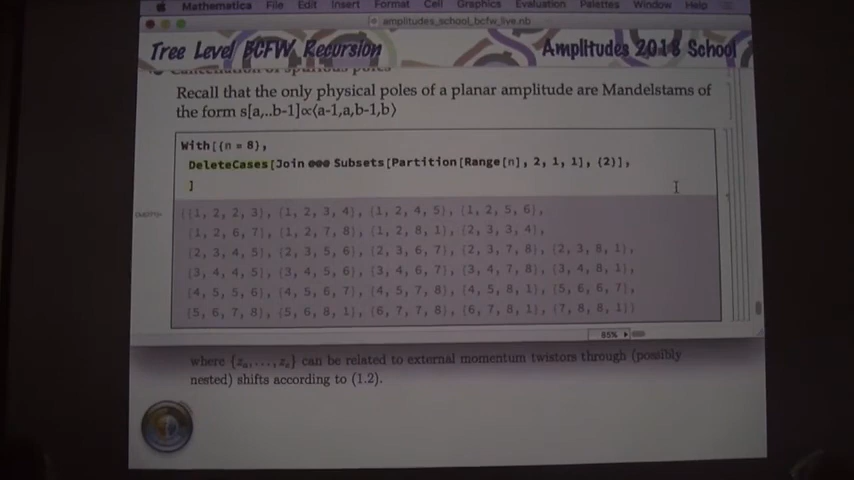 Mathematica File Edit Insert Format Cell Graphics Evaluation Palettes Window Help
amplitudes_school_bcfw_live.nb
Tree Level BCFW Recursion
Amplitudes 2018 School
Cancellation of spurious poles
Recall that the only physical poles of a planar amplitude are Mandelstams of
the form s[a,..b-1]∝⟨a-1,a,b-1,b⟩
With[{n = 8},
DeleteCases[Join @@@ Subsets[Partition[Range[n], 2, 1, 1], {2}],
]
{{1, 2, 2, 3}, {1, 2, 3, 4}, {1, 2, 4, 5}, {1, 2, 5, 6},
{1, 2, 6, 7}, {1, 2, 7, 8}, {1, 2, 8, 1}, {2, 3, 3, 4},
{2, 3, 4, 5}, {2, 3, 5, 6}, {2, 3, 6, 7}, {2, 3, 7, 8}, {2, 3, 8, 1},
{3, 4, 4, 5}, {3, 4, 5, 6}, {3, 4, 6, 7}, {3, 4, 7, 8}, {3, 4, 8, 1},
{4, 5, 5, 6}, {4, 5, 6, 7}, {4, 5, 7, 8}, {4, 5, 8, 1}, {5, 6, 6, 7},
{5, 6, 7, 8}, {5, 6, 8, 1}, {6, 7, 7, 8}, {6, 7, 8, 1}, {7, 8, 8, 1}}
85%
where {z_a,...,z_c} can be related to external momentum twistors through (possibly
nested) shifts according to (1.2).